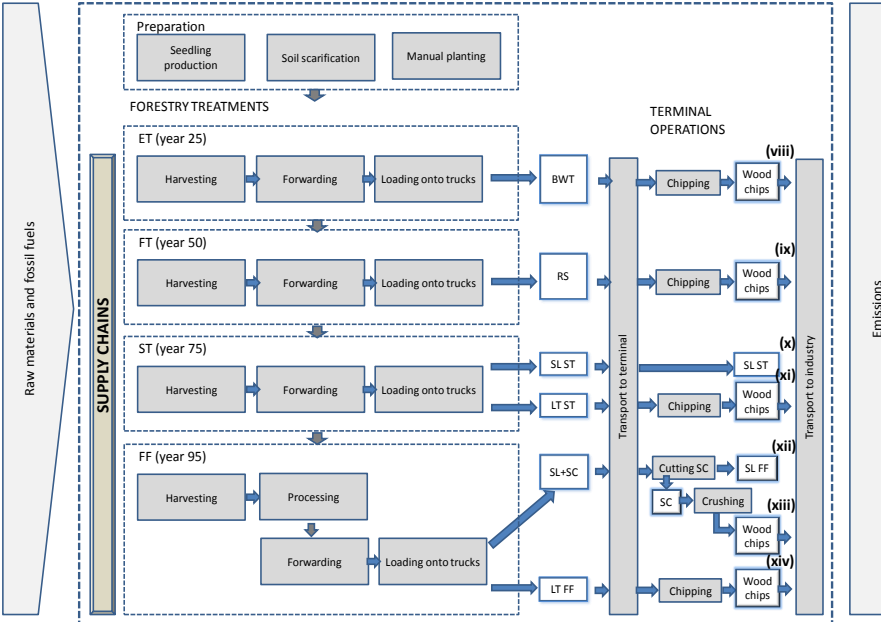 Preparation
Seedling
production
Soil scarification
Manual planting
FORESTRY TREATMENTS
TERMINAL
OPERATIONS
Raw materials and fossil fuels
SUPPLY CHAINS
ET (year 25)
Harvesting
Forwarding
Loading onto trucks
BWT
Chipping
(viii)
Wood
chips
FT (year 50)
Harvesting
Forwarding
Loading onto trucks
RS
Chipping
(ix)
Wood
chips
ST (year 75)
Harvesting
Forwarding
Loading onto trucks
SL ST
LT ST
(x)
SL ST
(xi)
Chipping
Wood
chips
FF (year 95)
Harvesting
Processing
Forwarding
Loading onto trucks
SL+SC
LT FF
Cutting SC
(xii)
SL FF
SC
Crushing
(xiii)
Wood
chips
(xiv)
Chipping
Wood
chips
Transport to terminal
Transport to industry
Emissions